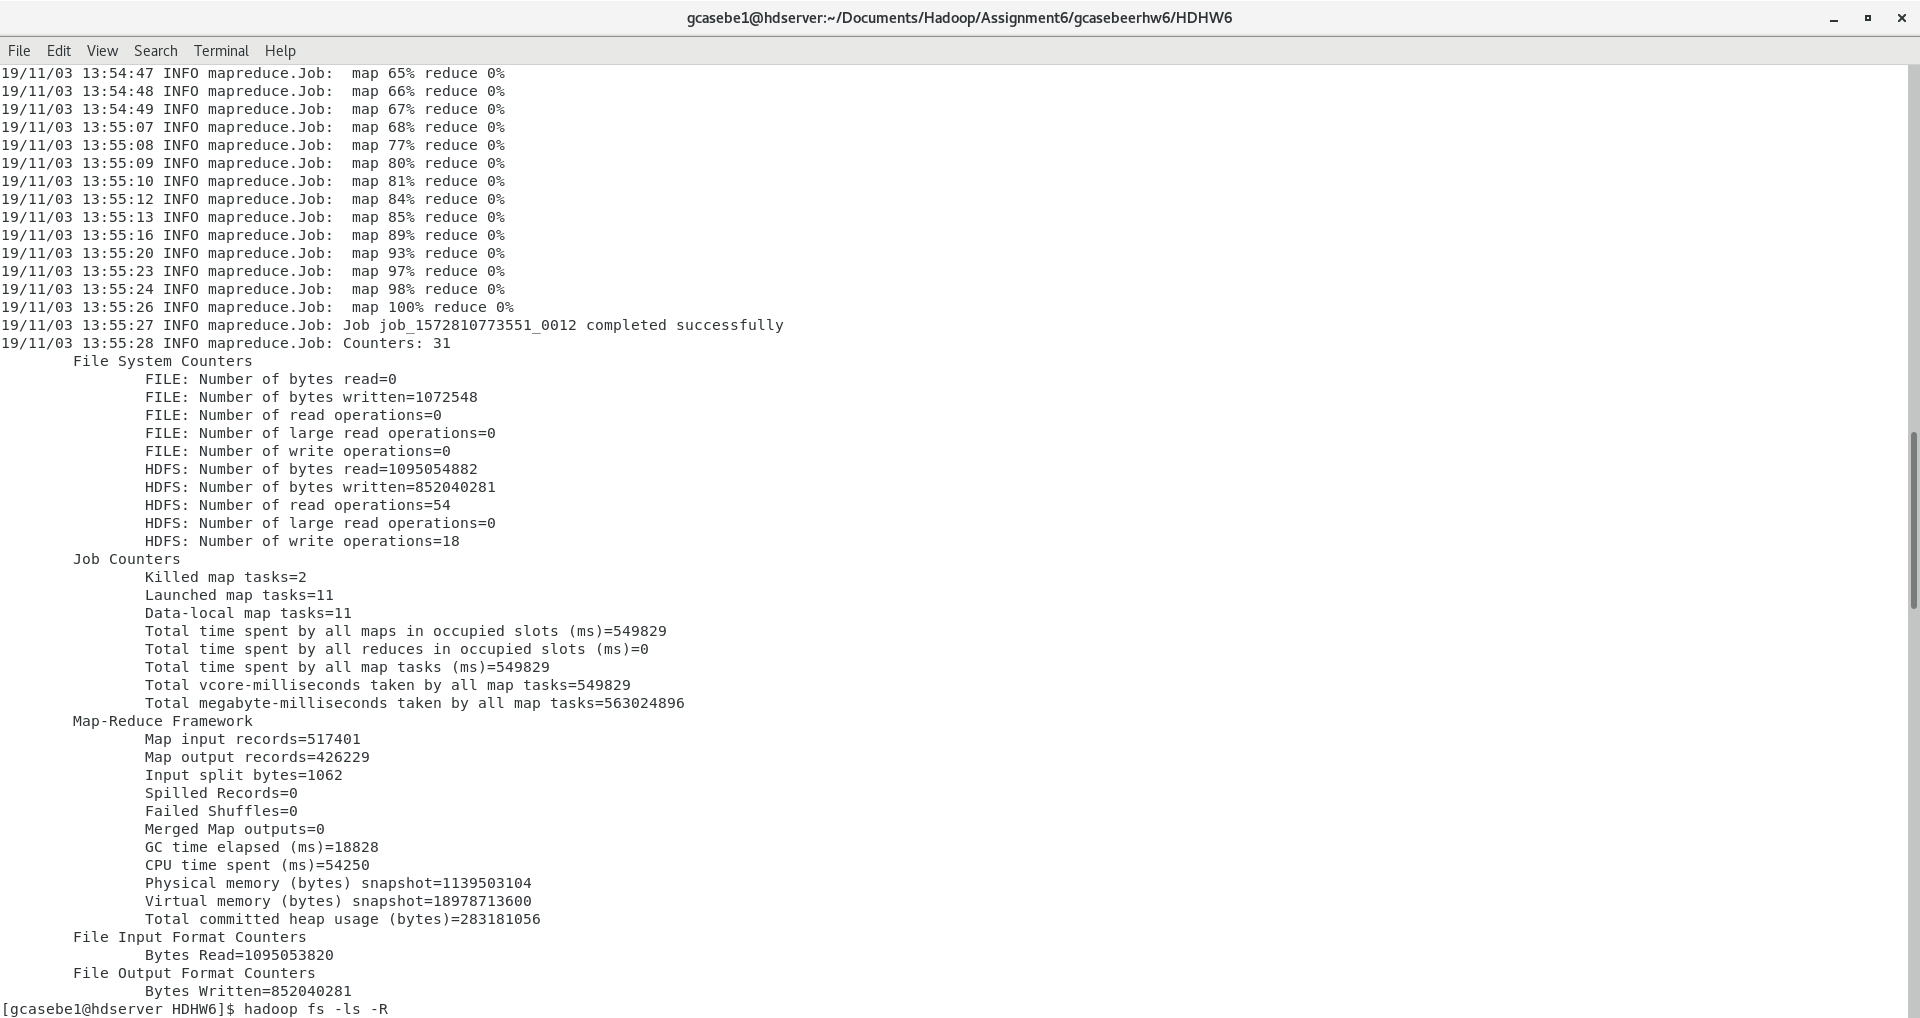 gcasebe1@hdserver:~/Documents/Hadoop/Assignment6/gcasebeerhw6/HDHW6
File Edit View Search Terminal Help
19/11/03 13:54:47 INFO mapreduce.Job:  map 65% reduce 0%
19/11/03 13:54:48 INFO mapreduce.Job:  map 66% reduce 0%
19/11/03 13:54:49 INFO mapreduce.Job:  map 67% reduce 0%
19/11/03 13:55:07 INFO mapreduce.Job:  map 68% reduce 0%
19/11/03 13:55:08 INFO mapreduce.Job:  map 77% reduce 0%
19/11/03 13:55:09 INFO mapreduce.Job:  map 80% reduce 0%
19/11/03 13:55:10 INFO mapreduce.Job:  map 81% reduce 0%
19/11/03 13:55:12 INFO mapreduce.Job:  map 84% reduce 0%
19/11/03 13:55:13 INFO mapreduce.Job:  map 85% reduce 0%
19/11/03 13:55:16 INFO mapreduce.Job:  map 89% reduce 0%
19/11/03 13:55:20 INFO mapreduce.Job:  map 93% reduce 0%
19/11/03 13:55:23 INFO mapreduce.Job:  map 97% reduce 0%
19/11/03 13:55:24 INFO mapreduce.Job:  map 98% reduce 0%
19/11/03 13:55:26 INFO mapreduce.Job:  map 100% reduce 0%
19/11/03 13:55:27 INFO mapreduce.Job: Job job_1572810773551_0012 completed successfully
19/11/03 13:55:28 INFO mapreduce.Job: Counters: 31
File System Counters
FILE: Number of bytes read=0
FILE: Number of bytes written=1072548
FILE: Number of read operations=0
FILE: Number of large read operations=0
FILE: Number of write operations=0
HDFS: Number of bytes read=1095054882
HDFS: Number of bytes written=852040281
HDFS: Number of read operations=54
HDFS: Number of large read operations=0
HDFS: Number of write operations=18
Job Counters
Killed map tasks=2
Launched map tasks=11
Data-local map tasks=11
Total time spent by all maps in occupied slots (ms)=549829
Total time spent by all reduces in occupied slots (ms)=0
Total time spent by all map tasks (ms)=549829
Total vcore-milliseconds taken by all map tasks=549829
Total megabyte-milliseconds taken by all map tasks=563024896
Map-Reduce Framework
Map input records=517401
Map output records=426229
Input split bytes=1062
Spilled Records=0
Failed Shuffles=0
Merged Map outputs=0
GC time elapsed (ms)=18828
CPU time spent (ms)=54250
Physical memory (bytes) snapshot=1139503104
Virtual memory (bytes) snapshot=18978713600
Total committed heap usage (bytes)=283181056
File Input Format Counters
Bytes Read=1095053820
File Output Format Counters
Bytes Written=852040281
[gcasebe1@hdserver HDHW6]$ hadoop fs -ls -R